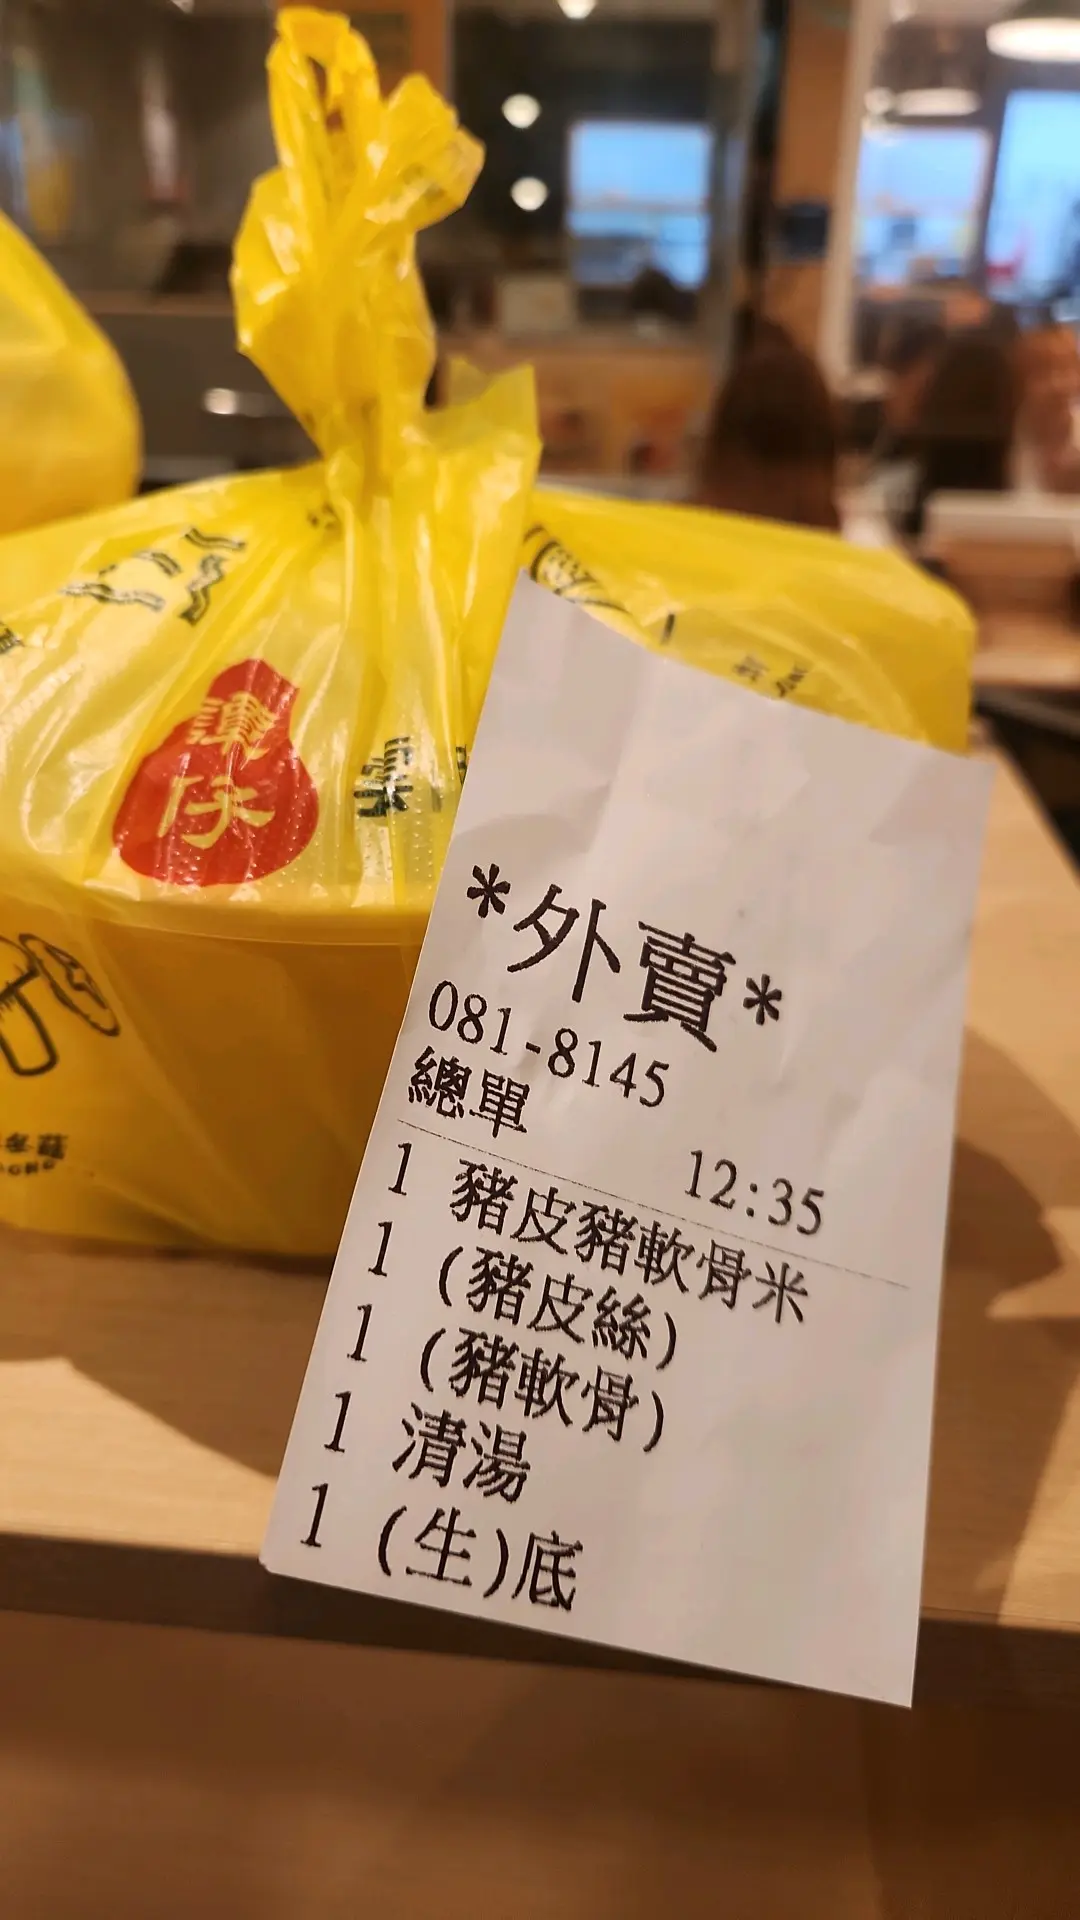 譚仔
*外賣*
081-8145
總單
12:35
1 豬皮豬軟骨米
1 (豬皮絲)
1 (豬軟骨)
1 清湯
1 (生)底